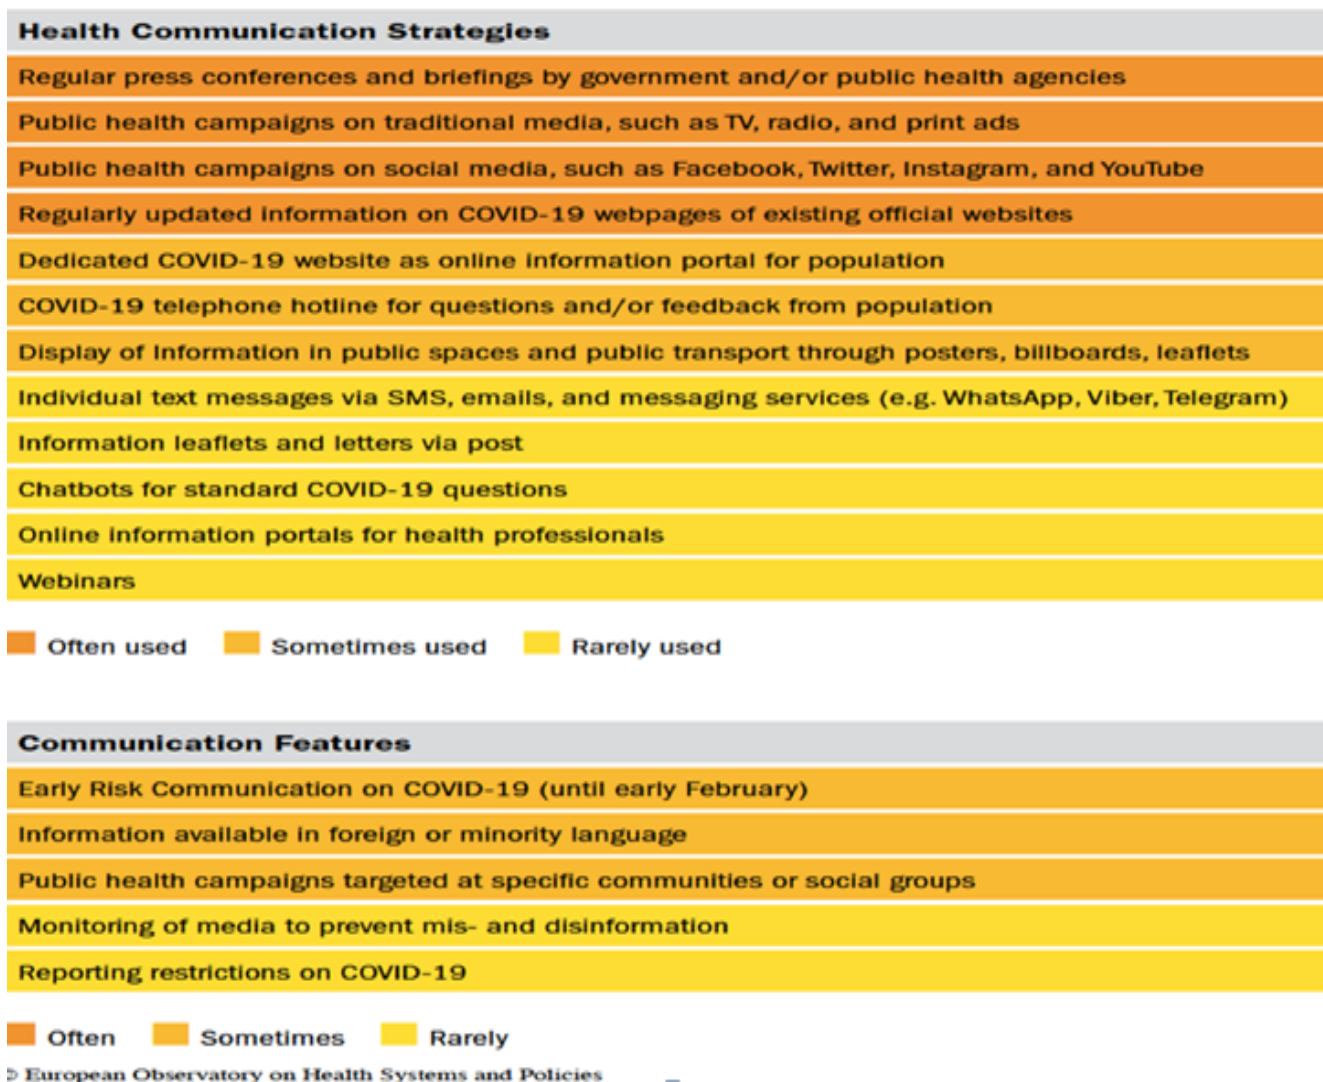 Health Communication Strategies
Regular press conferences and briefings by government and/or public health agencies
Public health campaigns on traditional media, such as TV, radio, and print ads
Public health campaigns on social media, such as Facebook, Twitter, Instagram, and YouTube
Regularly updated information on COVID-19 webpages of existing official websites
Dedicated COVID-19 website as online information portal for population
COVID-19 telephone hotline for questions and/or feedback from population
Display of Information in public spaces and public transport through posters, billboards, leaflets
Individual text messages via SMS, emails, and messaging services (e.g. WhatsApp, Viber, Telegram)
Information leaflets and letters via post
Chatbots for standard COVID-19 questions
Online information portals for health professionals
Webinars
Often used Sometimes used Rarely used
Communication Features
Early Risk Communication on COVID-19 (until early February)
Information available in foreign or minority language
Public health campaigns targeted at specific communities or social groups
Monitoring of media to prevent mis- and disinformation
Reporting restrictions on COVID-19
Often Sometimes Rarely
© European Observatory on Health Systems and Policies